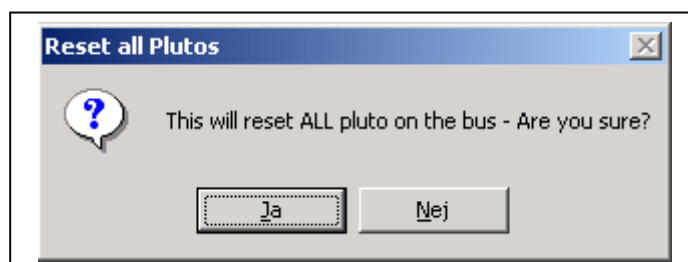 Reset all Plutos
This will reset ALL pluto on the bus - Are you sure?
Ja
Nej